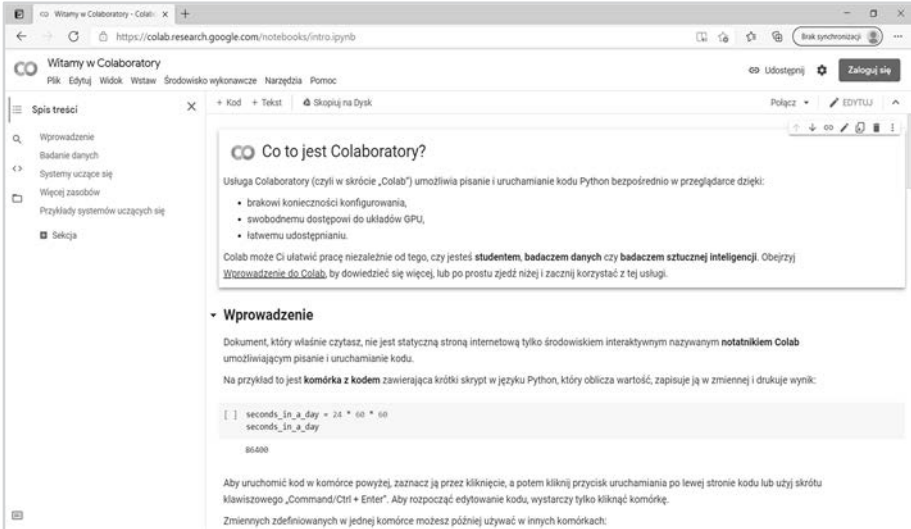 Witamy w Colaboratory - Colab
https://colab.research.google.com/notebooks/intro.ipynb
Brak synchronizacji
Witamy w Colaboratory
Plik Edytuj Widok Wstaw Środowisko wykonawcze Narzędzia Pomoc
Udostępnij
Zaloguj się
Spis treści
Wprowadzenie
Badanie danych
Systemy uczące się
Więcej zasobów
Przykłady systemów uczących się
Sekcja
+ Kod + Tekst Skopiuj na Dysk
Połącz
EDYTUJ
CO Co to jest Colaboratory?
Usługa Colaboratory (czyli w skrócie „Colab”) umożliwia pisanie i uruchamianie kodu Python bezpośrednio w przeglądarce dzięki:
• brakowi konieczności konfigurowania,
• swobodnemu dostępowi do układów GPU,
• łatwemu udostępnianiu.
Colab może Ci ułatwić pracę niezależnie od tego, czy jesteś studentem, badaczem danych czy badaczem sztucznej inteligencji. Obejrzyj
Wprowadzenie do Colab, by dowiedzieć się więcej, lub po prostu zjedź niżej i zacznij korzystać z tej usługi.
Wprowadzenie
Dokument, który właśnie czytasz, nie jest statyczną stroną internetową tylko środowiskiem interaktywnym nazywanym notatnikiem Colab
umożliwiającym pisanie i uruchamianie kodu.
Na przykład to jest komórka z kodem zawierająca krótki skrypt w języku Python, który oblicza wartość, zapisuje ją w zmiennej i drukuje wynik:
[ ] seconds_in_a_day = 24 * 60 * 60
seconds_in_a_day
86400
Aby uruchomić kod w komórce powyżej, zaznacz ją przez kliknięcie, a potem kliknij przycisk uruchamiania po lewej stronie kodu lub użyj skrótu
klawiszowego „Command/Ctrl + Enter”. Aby rozpocząć edytowanie kodu, wystarczy tylko kliknąć komórkę.
Zmiennych zdefiniowanych w jednej komórce możesz później używać w innych komórkach: